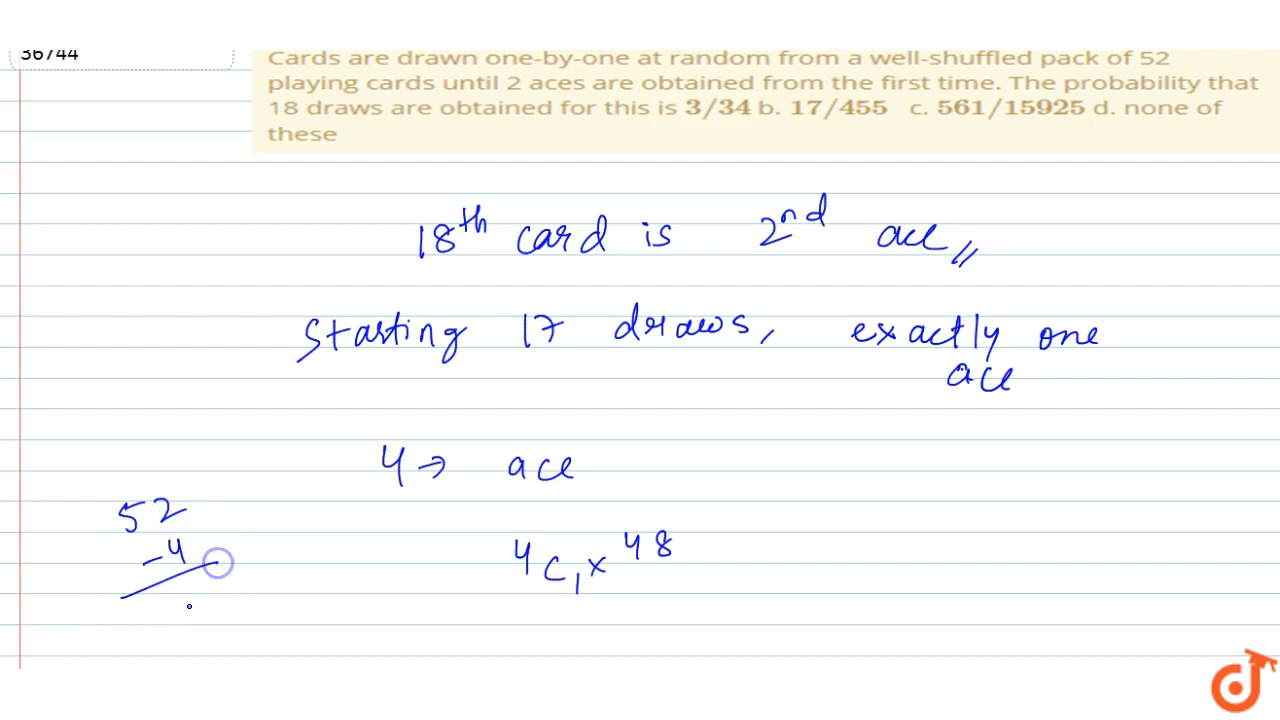 36744
Cards are drawn one-by-one at random from a well-shuffled pack of 52
playing cards until 2 aces are obtained from the first time. The probability that
18 draws are obtained for this is 3/34 b. 17/455 c. 561/15925 d. none of
these
18th card is 2nd ace,,
Starting 17 draws, exactly one
ace
4 → ace
52
-4
4C1 × 48